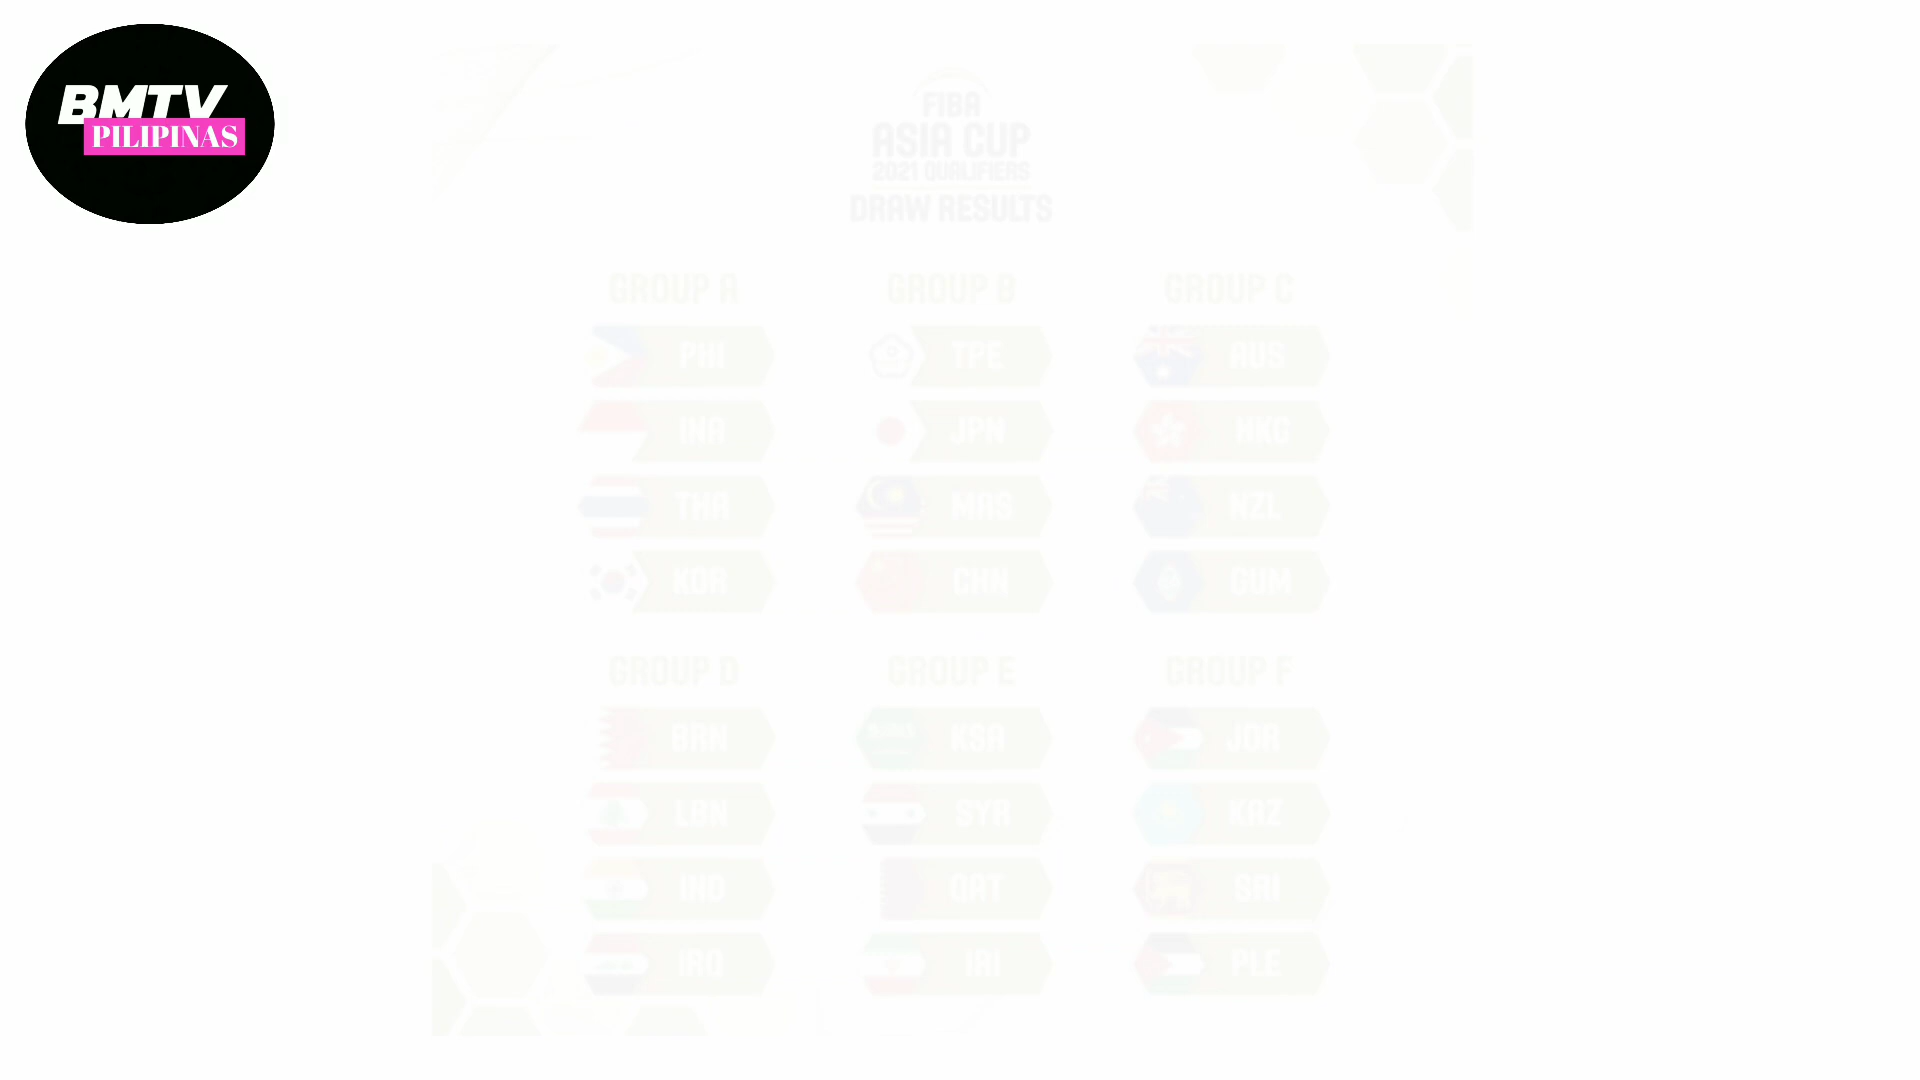 BMTV
PILIPINAS
FIBA
ASIA CUP
2021 QUALIFIERS
DRAW RESULTS
GROUP A
GROUP B
GROUP C
PHI
TPE
AUS
INA
JPN
HKG
THA
MAS
NZL
KOR
CHN
GUM
GROUP D
GROUP E
GROUP F
BRN
KSA
JOR
LBN
SYR
KAZ
IND
QAT
SRI
IRQ
IRI
PLE